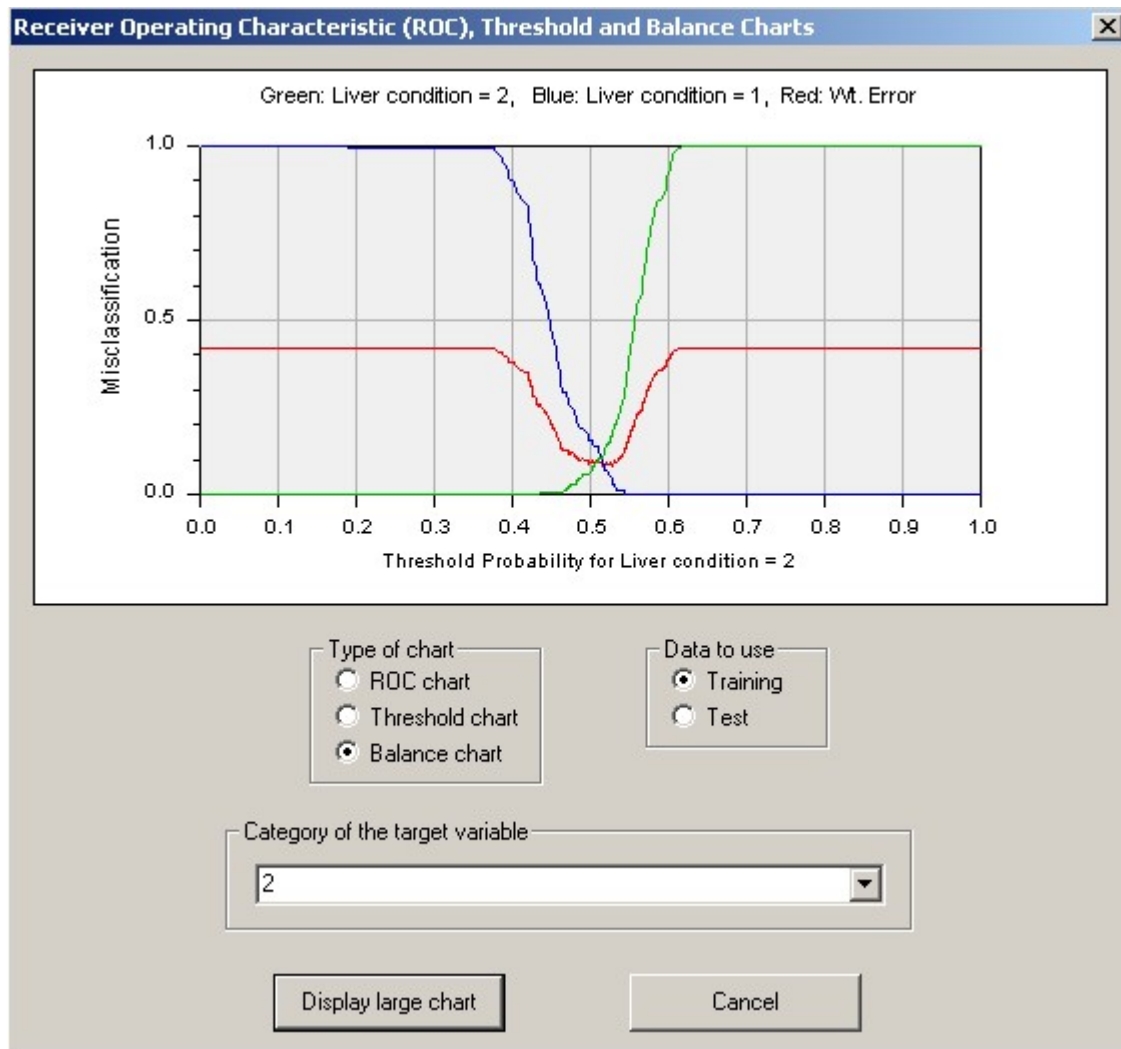 Receiver Operating Characteristic (ROC), Threshold and Balance Charts
Green: Liver condition = 2, Blue: Liver condition = 1, Red: Wt. Error
Misclassification
1.0
0.5
0.0
0.0 0.1 0.2 0.3 0.4 0.5 0.6 0.7 0.8 0.9 1.0
Threshold Probability for Liver condition = 2
Type of chart
ROC chart
Threshold chart
Balance chart
Data to use
Training
Test
Category of the target variable
2
Display large chart
Cancel